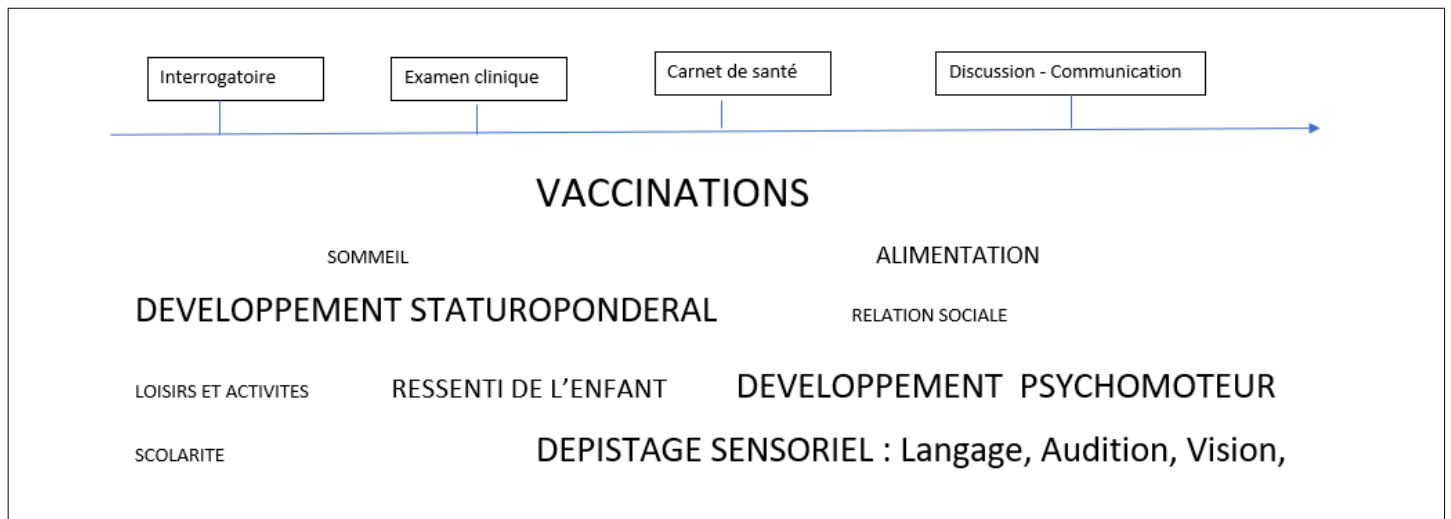 Interrogatoire
Examen clinique
Carnet de santé
Discussion - Communication
VACCINATIONS
SOMMEIL
ALIMENTATION
DEVELOPPEMENT STATUROPONDERAL
RELATION SOCIALE
LOISIRS ET ACTIVITES
RESSENTI DE L’ENFANT
DEVELOPPEMENT PSYCHOMOTEUR
SCOLARITE
DEPISTAGE SENSORIEL : Langage, Audition, Vision,